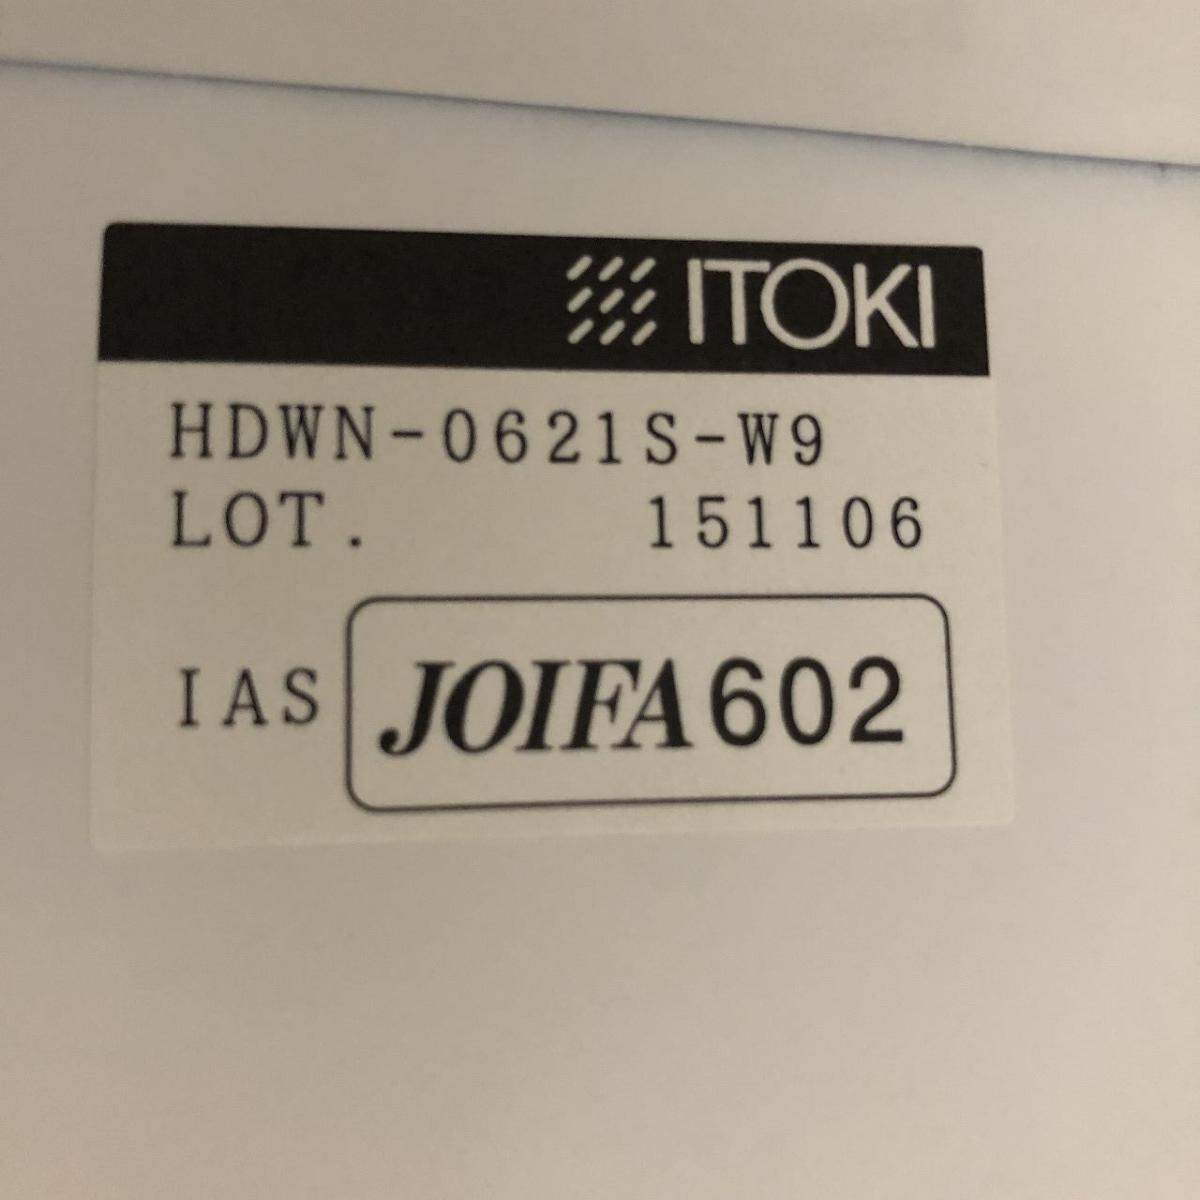 ITOKI
HDWN-0621S-W9
LOT. 151106
IAS JOIFA602